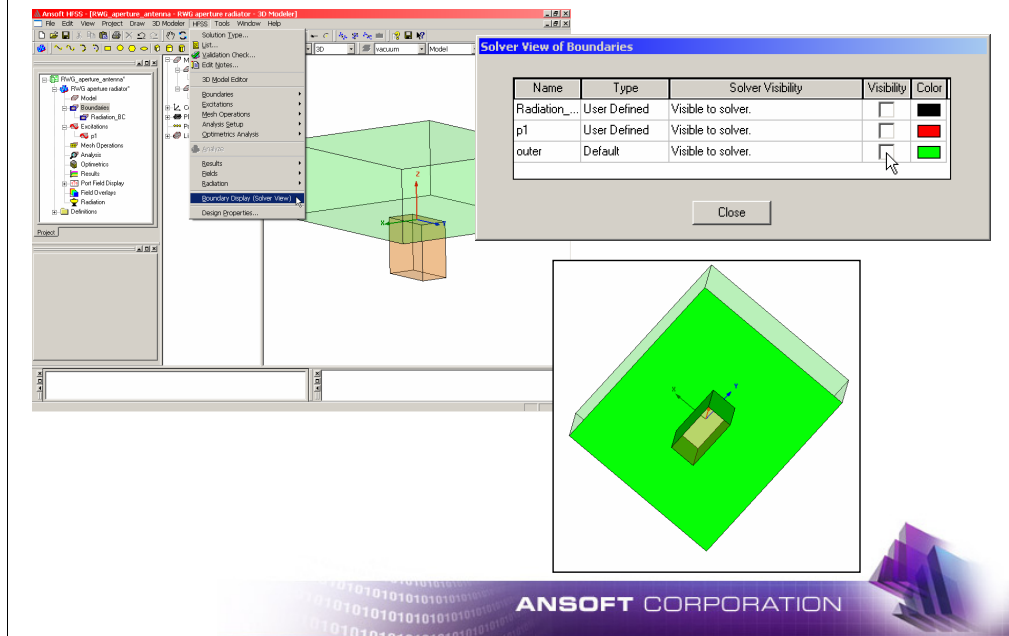 Ansoft HFSS - [RWG_aperture_antenna - RWG aperture radiator - 3D Modeler]
File Edit View Project Draw 3D Modeler HFSS Tools Window Help
3D vacuum Model
Solution Type...
List...
Validation Check...
Edit Notes...
3D Model Editor
Boundaries
Excitations
Mesh Operations
Analysis Setup
Optimetrics Analysis
Analyze
Results
Fields
Radiation
Boundary Display (Solver View)
Design Properties...
RWG_aperture_antenna*
RWG aperture radiator*
Model
Boundaries
Radiation_BC
Excitations
p1
Mesh Operations
Analysis
Optimetrics
Results
Port Field Display
Field Overlays
Radiation
Definitions
Project
Z
X
Y
Solver View of Boundaries
Name Type Solver Visibility Visibility Color
Radiation_... User Defined Visible to solver.
p1 User Defined Visible to solver.
outer Default Visible to solver.
Close
X
Y
ANSOFT CORPORATION